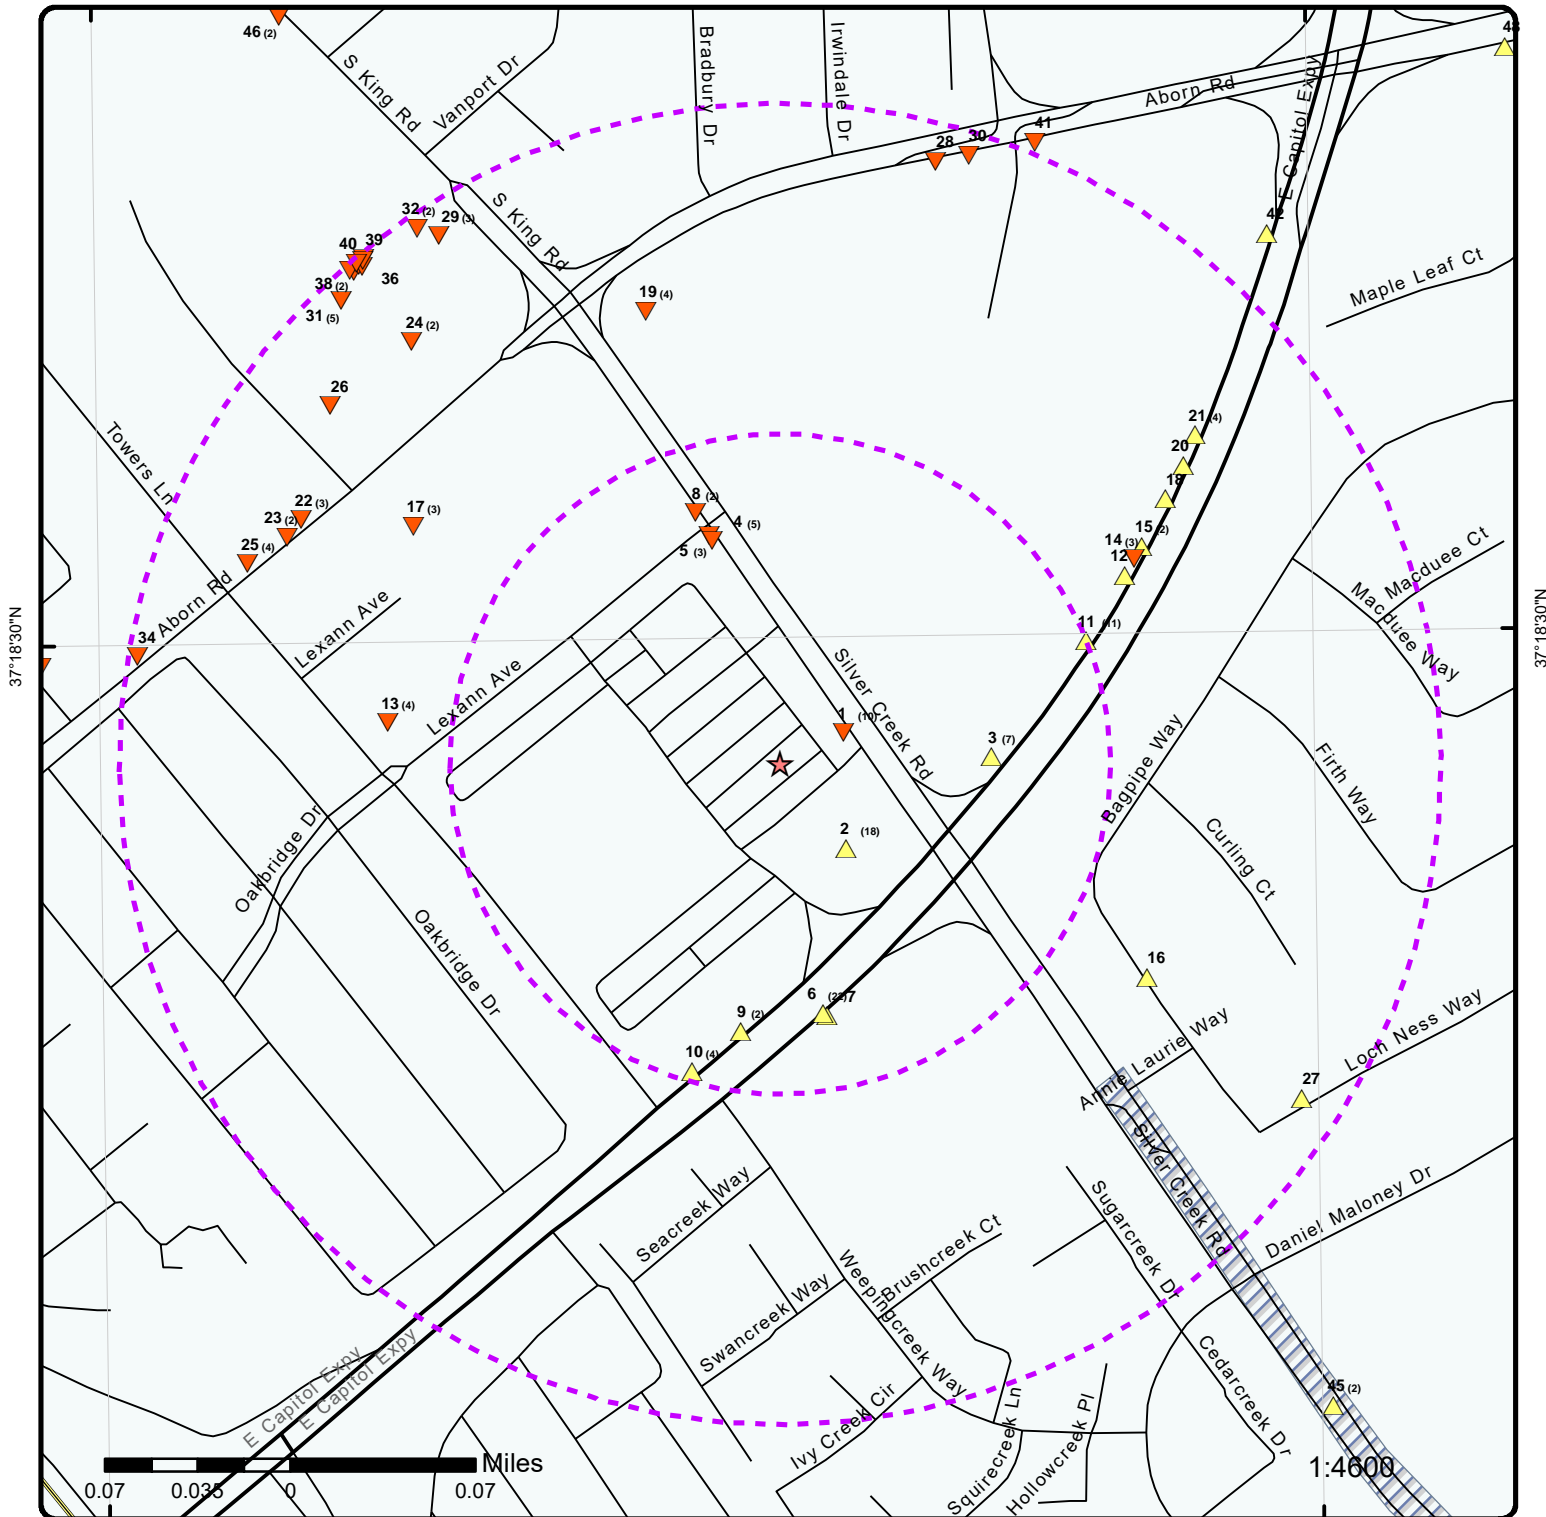 48
46 (2)
S King Rd
Vanport Dr
Bradbury Dr
Irwindale Dr
Aborn Rd
E Capitol Expy
41
30
28
32 (2)
29 (3)
S King Rd
42
40
39
36
38 (2)
31 (5)
Maple Leaf Ct
19 (4)
24 (2)
26
Towers Ln
21 (4)
20
18
8 (2)
4 (5)
5 (3)
22 (3)
23 (2)
17 (3)
25 (4)
15 (2)
14 (3)
12
Macduee Ct
Macduee Way
Aborn Rd
Lexann Ave
34
11 (11)
37°18'30"N
37°18'30"N
Lexann Ave
Silver Creek Rd
13 (4)
1 (10)
3 (7)
Bagpipe Way
Firth Way
Curling Ct
Oakbridge Dr
2 (18)
Oakbridge Dr
16
6 (22)
7
9 (2)
10 (4)
Annie Laurie Way
Loch Ness Way
27
Silver Creek Rd
Daniel Maloney Dr
Seacreek Way
Sugarcreek Dr
Brushcreek Ct
Weepingcreek Way
Swancreek Way
Cedarcreek Dr
E Capitol Expy
E Capitol Expy
45 (2)
Ivy Creek Cir
Squirecreek Ln
Hollowcreek Pl
Miles
0.07
0.035
0
0.07
1:4600